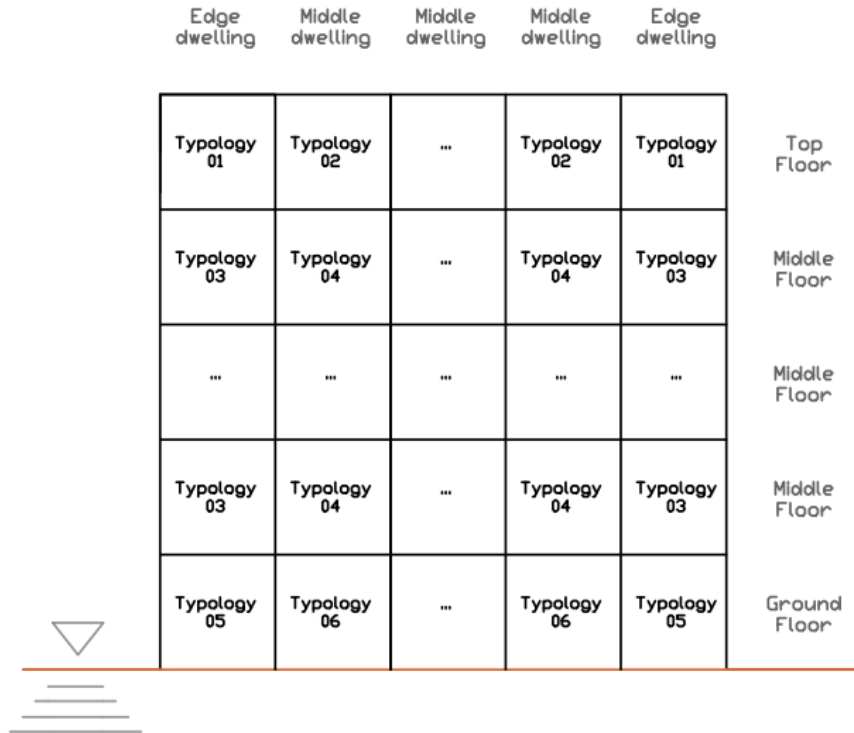 Edge Middle Middle Middle Edge
dwelling dwelling dwelling dwelling dwelling
Typology Typology ... Typology Typology Top
01 02 02 01 Floor
Typology Typology ... Typology Typology Middle
03 04 04 03 Floor
... ... ... ... ... Middle
Floor
Typology Typology ... Typology Typology Middle
03 04 04 03 Floor
Typology Typology ... Typology Typology Ground
05 06 06 05 Floor